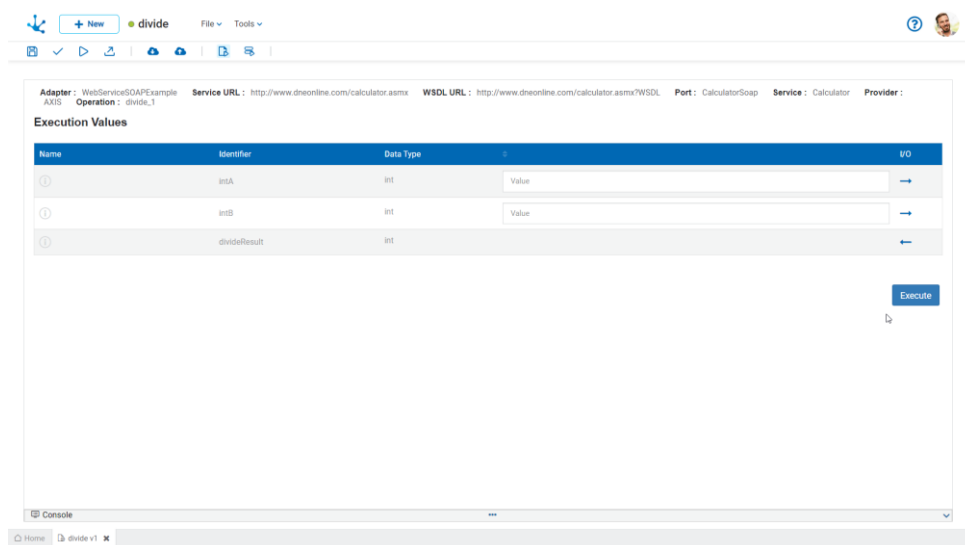 + New divide File Tools
Adapter : WebServiceSOAPExample Service URL : http://www.dneonline.com/calculator.asmx WSDL URL : http://www.dneonline.com/calculator.asmx?WSDL Port : CalculatorSoap Service : Calculator Provider :
AXIS Operation : divide_1
Execution Values
Name Identifier Data Type I/O
intA int Value
intB int Value
divideResult int
Execute
Console
Home divide v1